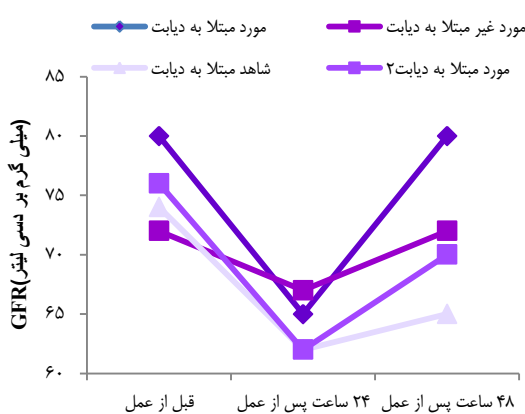 مورد مبتلا به دیابت
مورد غیر مبتلا به دیابت
شاهد مبتلا به دیابت
مورد مبتلا به دیابت۲
۸۵
۸۰
۷۵
۷۰
۶۵
۶۰
GFR(میلی گرم بر دسی لیتر)
قبل از عمل
۲۴ ساعت پس از عمل
۴۸ ساعت پس از عمل